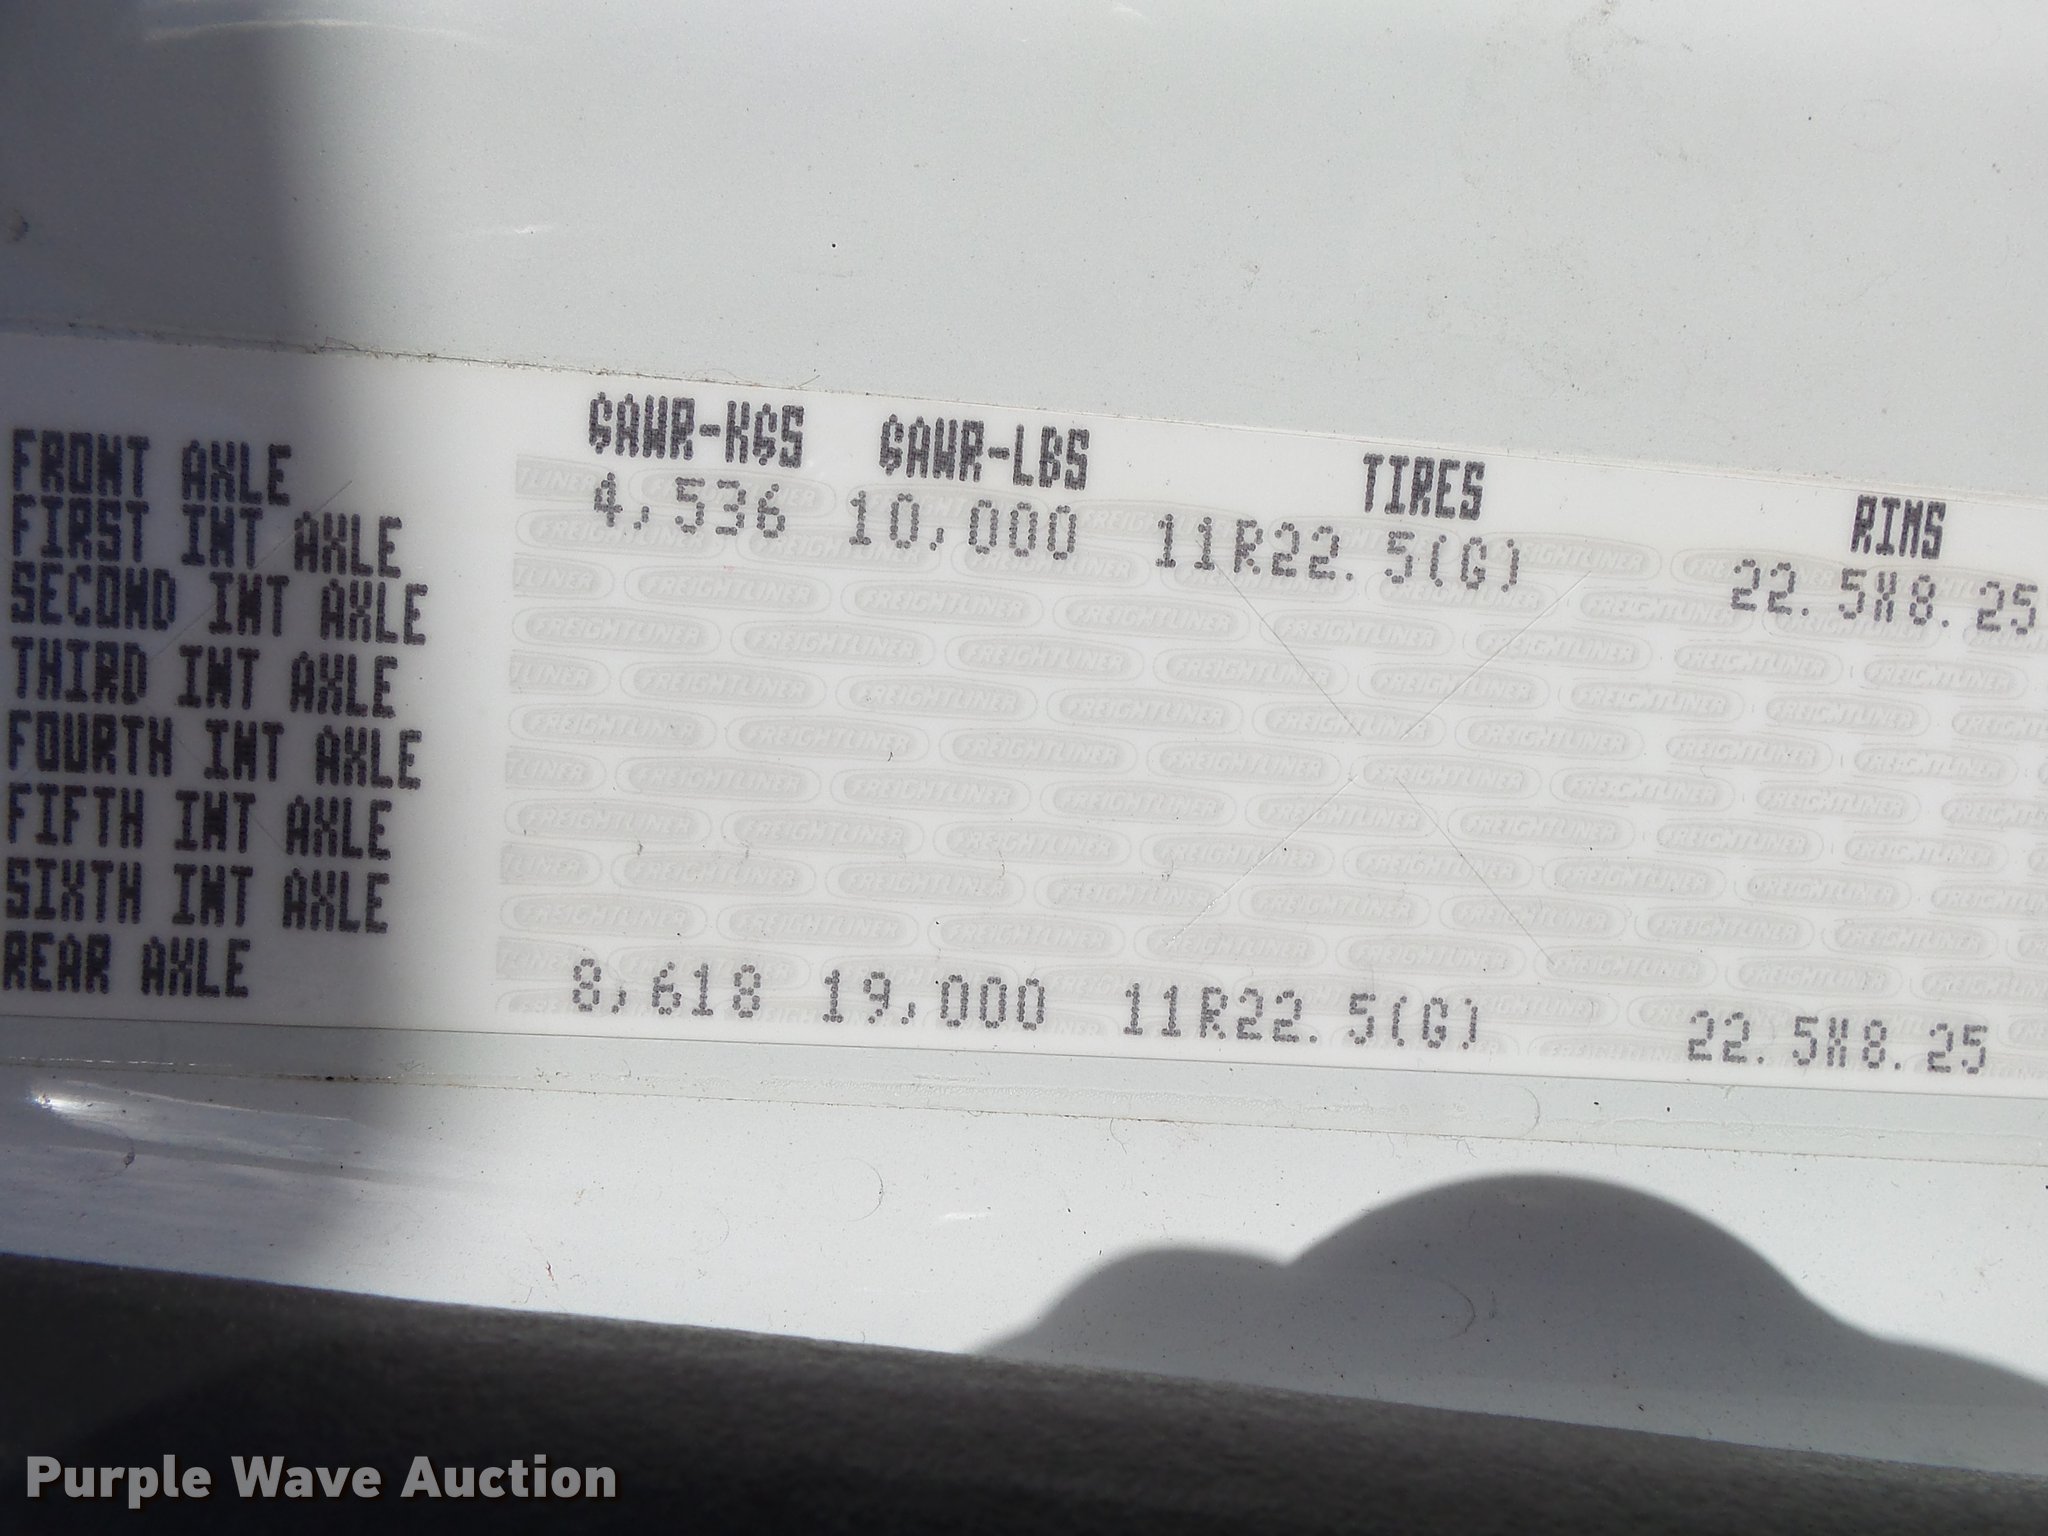 GAWR-KGS GAWR-LBS TIRES RIMS
FRONT AXLE 4,536 10,000 11R22.5(G) 22.5X8.25
FIRST INT AXLE
SECOND INT AXLE
THIRD INT AXLE
FOURTH INT AXLE
FIFTH INT AXLE
SIXTH INT AXLE
REAR AXLE 8,618 19,000 11R22.5(G) 22.5X8.25
FREIGHTLINER
Purple Wave Auction